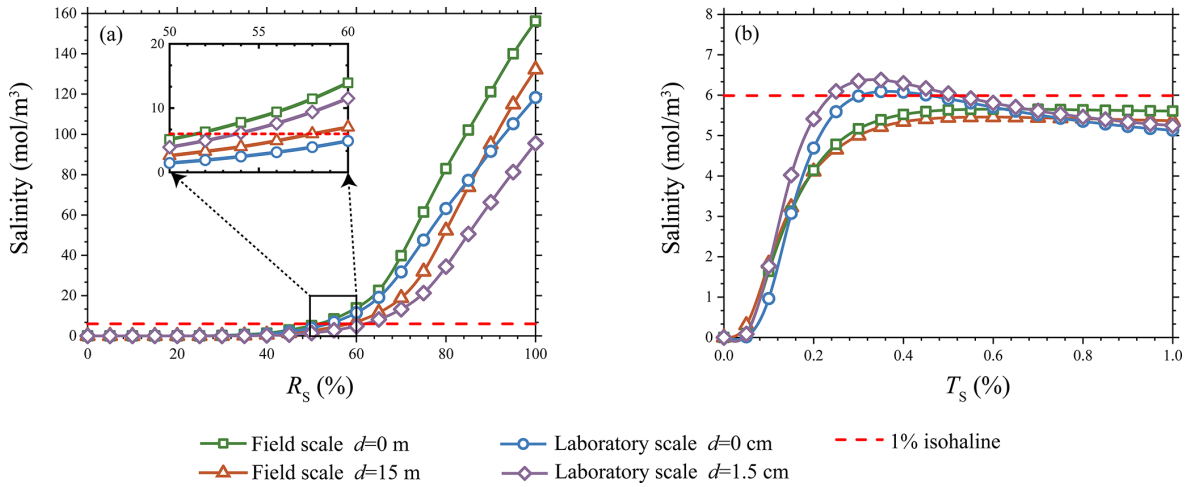 (a)
50 55 60
20
10
0
160
140
120
100
80
60
40
20
0
0 20 40 60 80 100
Salinity (mol/m³)
R_S (%)
(b)
8
7
6
5
4
3
2
1
0
0.0 0.2 0.4 0.6 0.8 1.0
Salinity (mol/m³)
T_S (%)
Field scale d=0 m
Laboratory scale d=0 cm
1% isohaline
Field scale d=15 m
Laboratory scale d=1.5 cm